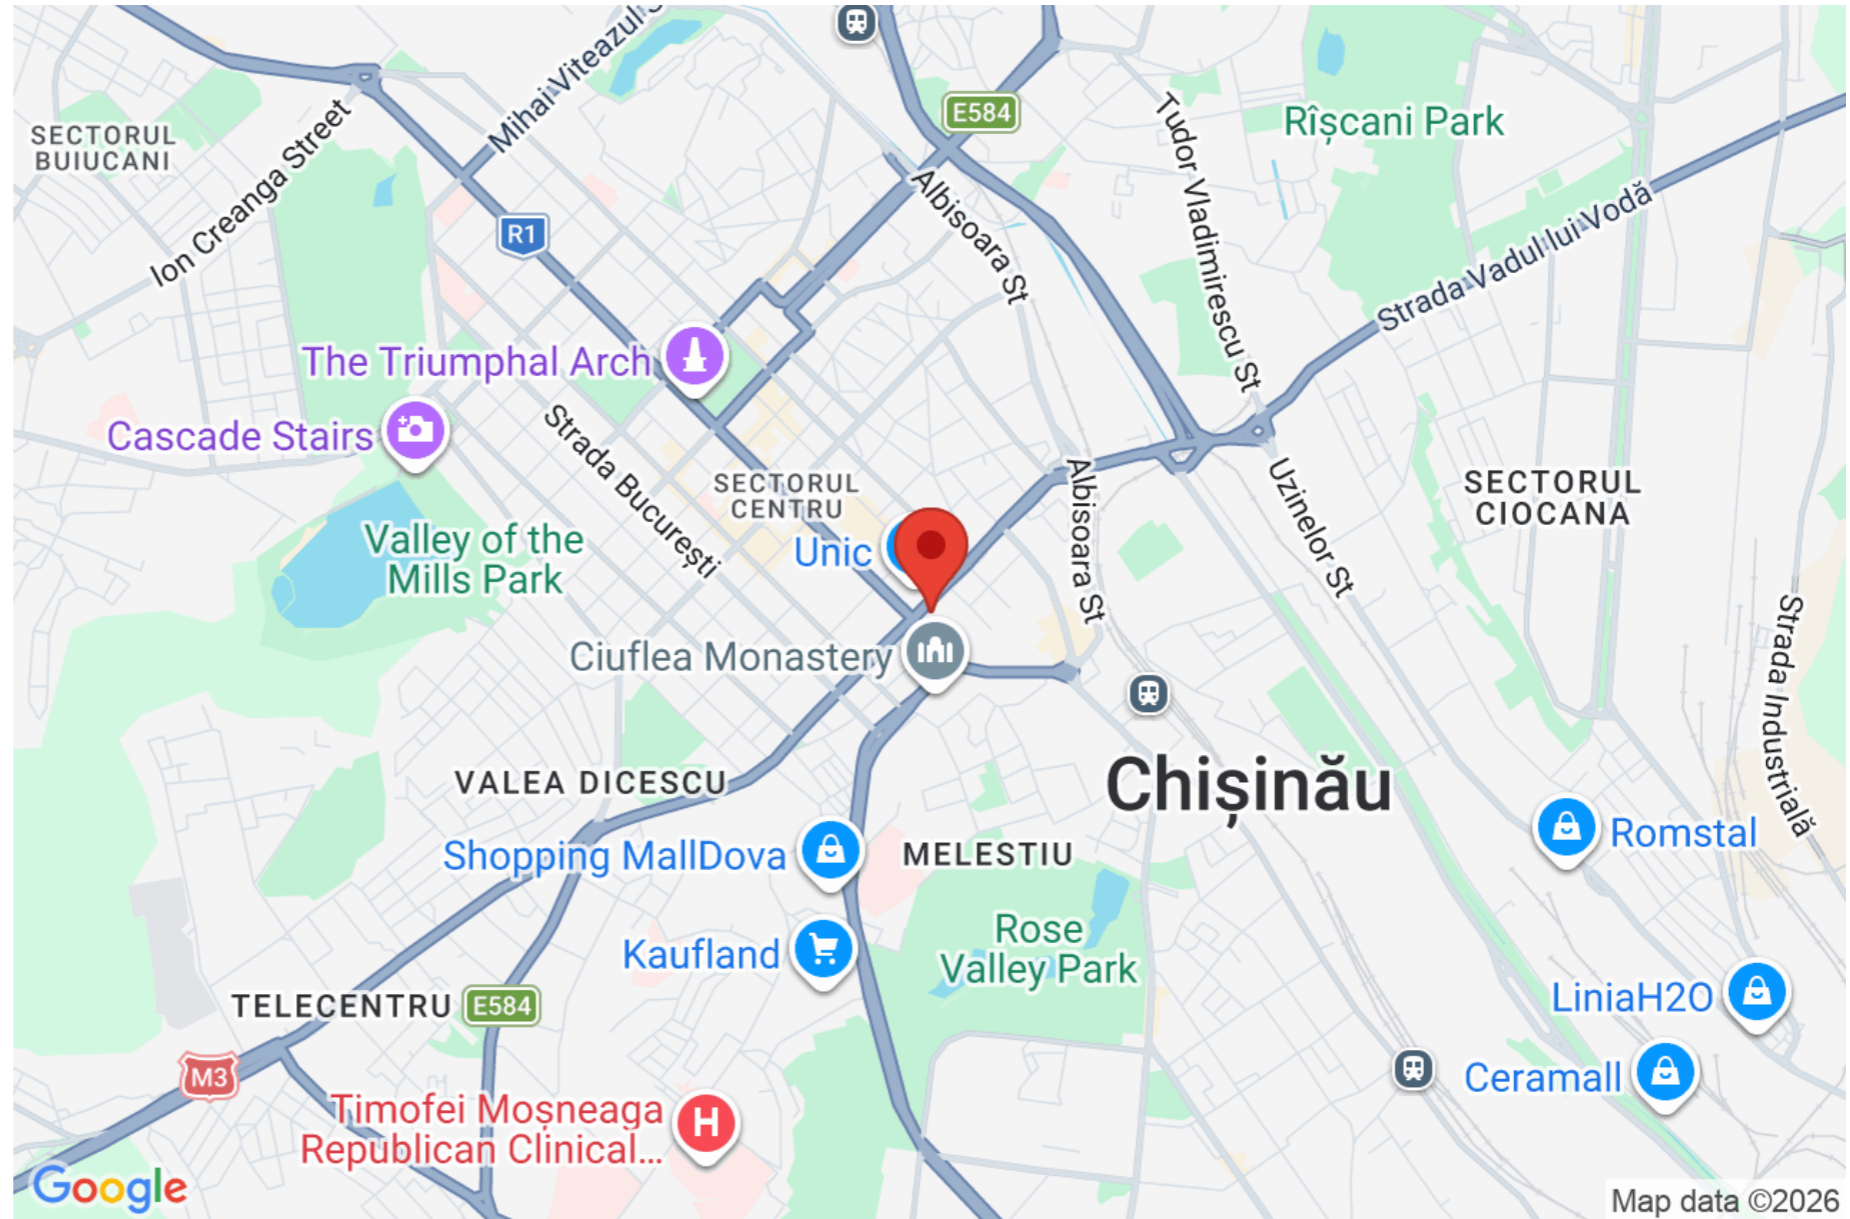 Mihai Viteazul S
E584
Rîșcani Park
SECTORUL
BUIUCANI
Ion Creanga Street
R1
Albisoara St
Tudor Vladimirescu St
Strada Vadul lui Vodă
The Triumphal Arch
Cascade Stairs
Strada București
SECTORUL
CENTRU
Unic
Albisoara St
Uzinelor St
SECTORUL
CIOCANA
Valley of the
Mills Park
Ciuflea Monastery
Strada Industrială
VALEA DICESCU
Chișinău
Shopping MallDova
MELESTIU
Romstal
Kaufland
Rose
Valley Park
TELECENTRU
E584
LiniaH2O
M3
Ceramall
Timofei Moșneaga
Republican Clinical...
H
Google
Map data ©2026